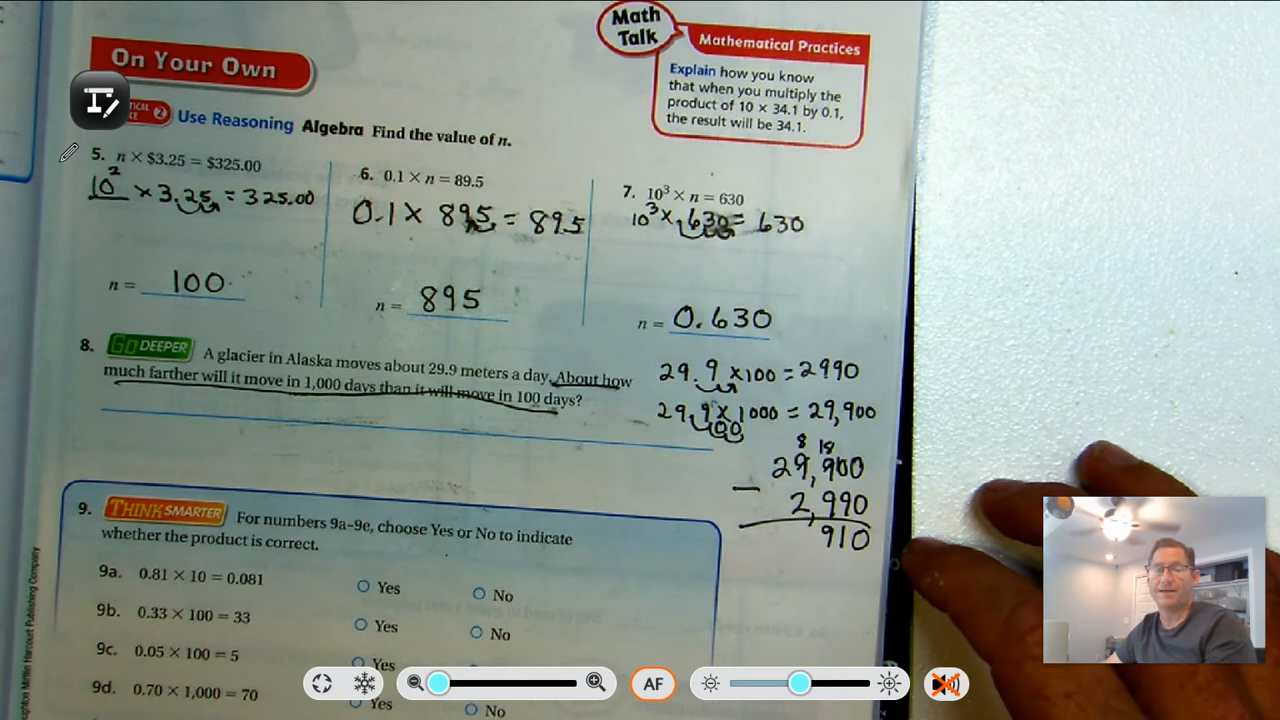 Math
Talk
Mathematical Practices
Explain how you know
that when you multiply the
product of 10 × 34.1 by 0.1,
the result will be 34.1.
On Your Own
Use Reasoning Algebra Find the value of n.
5. n × $3.25 = $325.00
10² × 3.25 = 325.00
n = 100
6. 0.1 × n = 89.5
0.1 × 895 = 89.5
n = 895
7. 10³ × n = 630
10³ × .630 = 630
n = 0.630
8. GO DEEPER A glacier in Alaska moves about 29.9 meters a day. About how
much farther will it move in 1,000 days than it will move in 100 days?
29.9 × 100 = 2990
29.9 × 1000 = 29,900
8 18
29,900
− 2,990
910
9. THINK SMARTER For numbers 9a–9e, choose Yes or No to indicate
whether the product is correct.
9a. 0.81 × 10 = 0.081 Yes No
9b. 0.33 × 100 = 33 Yes No
9c. 0.05 × 100 = 5 Yes
9d. 0.70 × 1,000 = 70 Yes No
AF